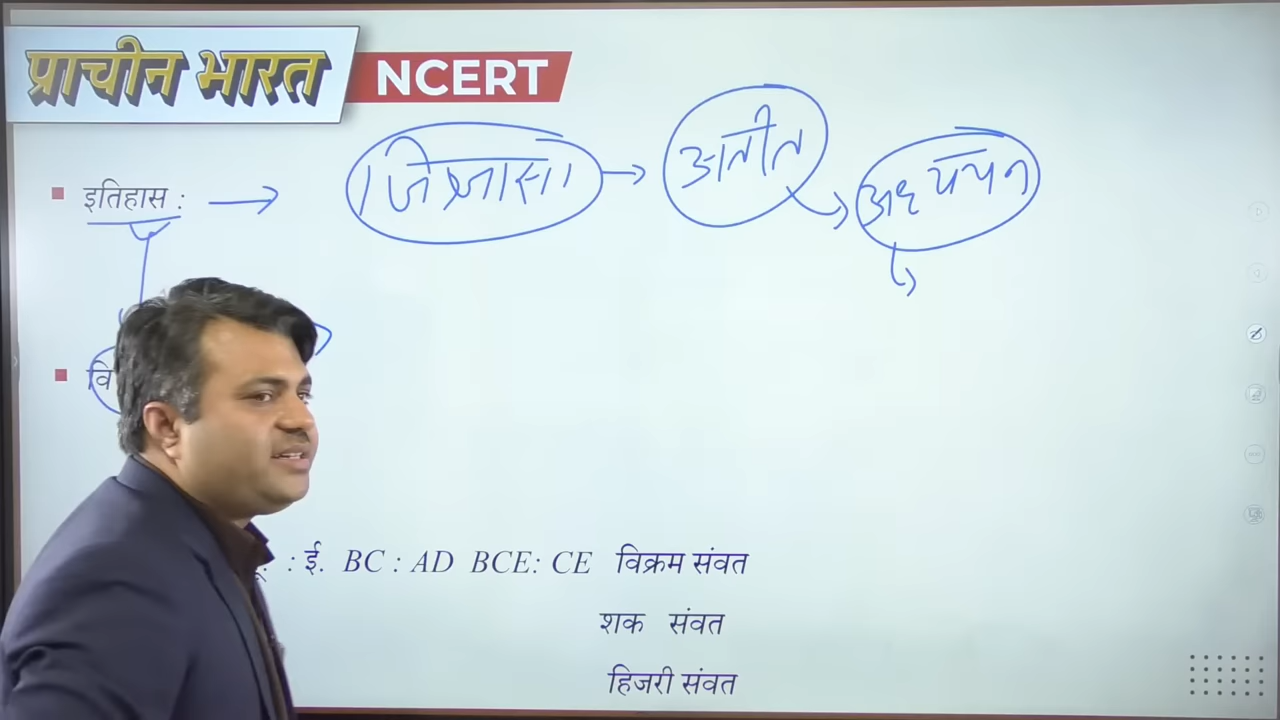 प्राचीन भारत NCERT
इतिहास : → जिज्ञासा → अतीत → अध्ययन
: ई. BC : AD BCE: CE विक्रम संवत
शक संवत
हिजरी संवत